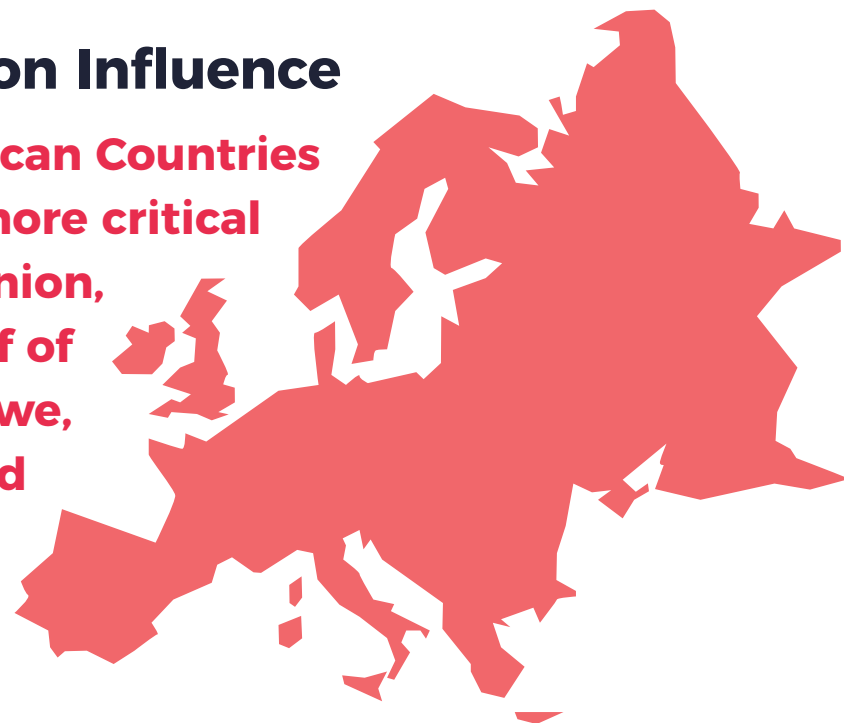 on Influence
can Countries
more critical
nion,
f of
we,
d